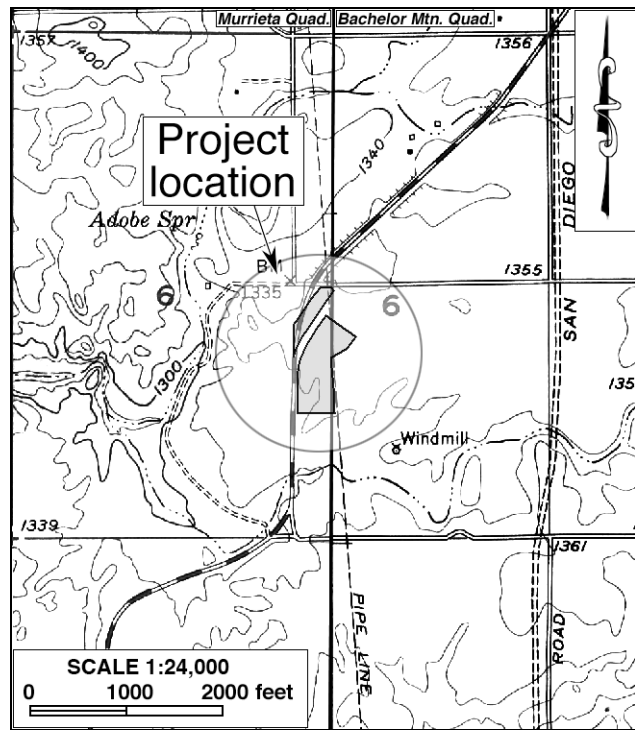 Murrieta Quad. Bachelor Mtn. Quad.
1357
1400
1356
Project
location
1340
Adobe Spr
DIEGO
1355
6
1335
6
SAN
1300
135
Windmill
1339
1361
PIPE LINE
ROAD
SCALE 1:24,000
0 1000 2000 feet